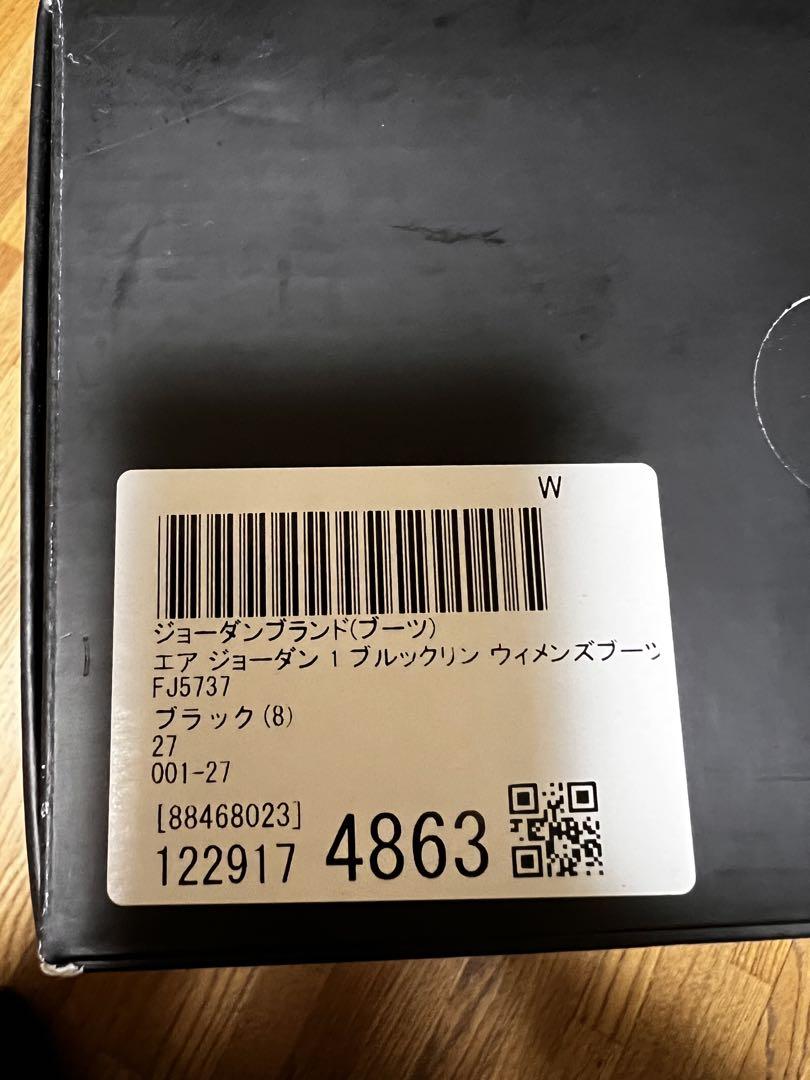 W
ジョーダンブランド(ブーツ)
エア ジョーダン 1 ブルックリン ウィメンズブーツ
FJ5737
ブラック(8)
27
001-27
[88468023]
122917 4863